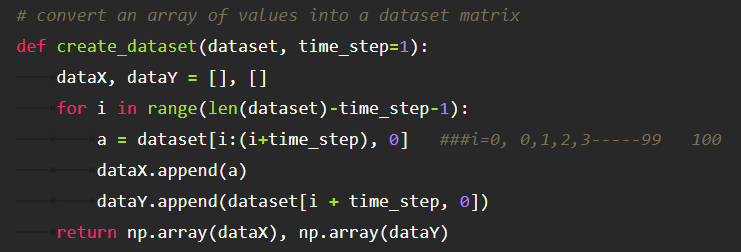 # convert an array of values into a dataset matrix
def create_dataset(dataset, time_step=1):
    dataX, dataY = [], []
    for i in range(len(dataset)-time_step-1):
        a = dataset[i:(i+time_step), 0]   ###i=0, 0,1,2,3-----99   100
        dataX.append(a)
        dataY.append(dataset[i + time_step, 0])
    return np.array(dataX), np.array(dataY)